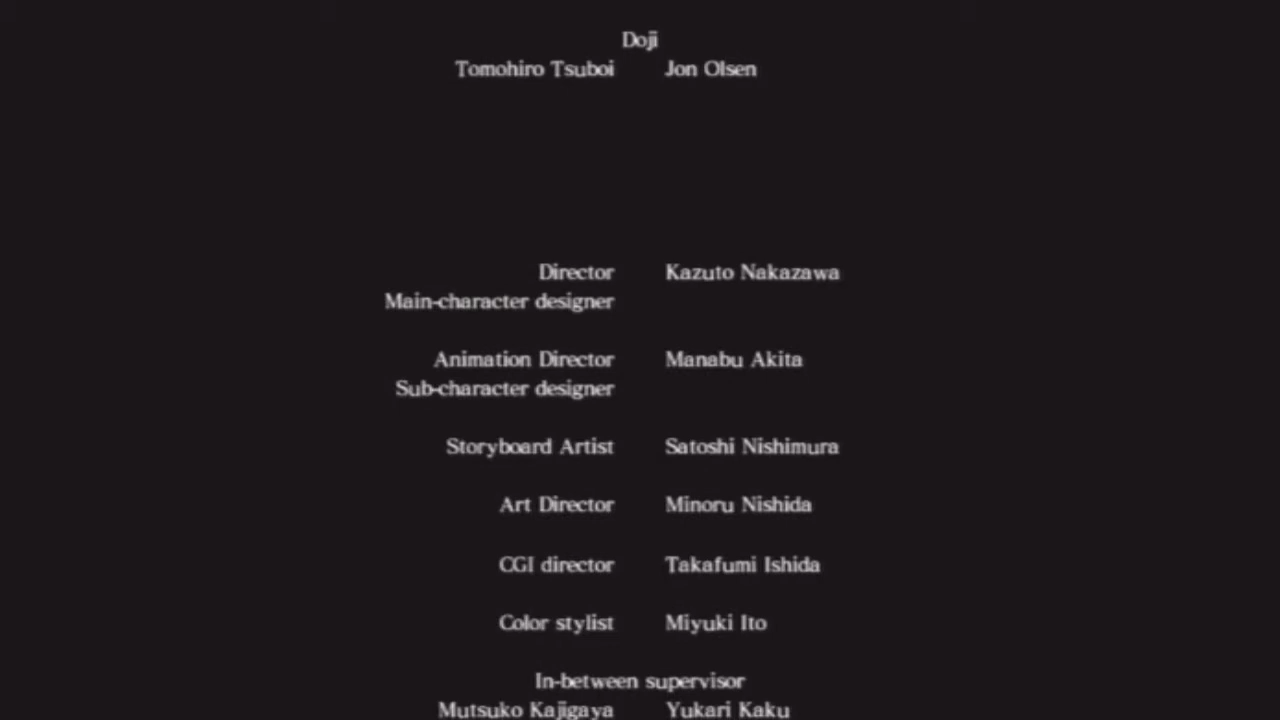 Doji
Tomohiro Tsuboi Jon Olsen
Director Kazuto Nakazawa
Main-character designer
Animation Director Manabu Akita
Sub-character designer
Storyboard Artist Satoshi Nishimura
Art Director Minoru Nishida
CGI director Takafumi Ishida
Color stylist Miyuki Ito
In-between supervisor
Mutsuko Kajigaya Yukari Kaku